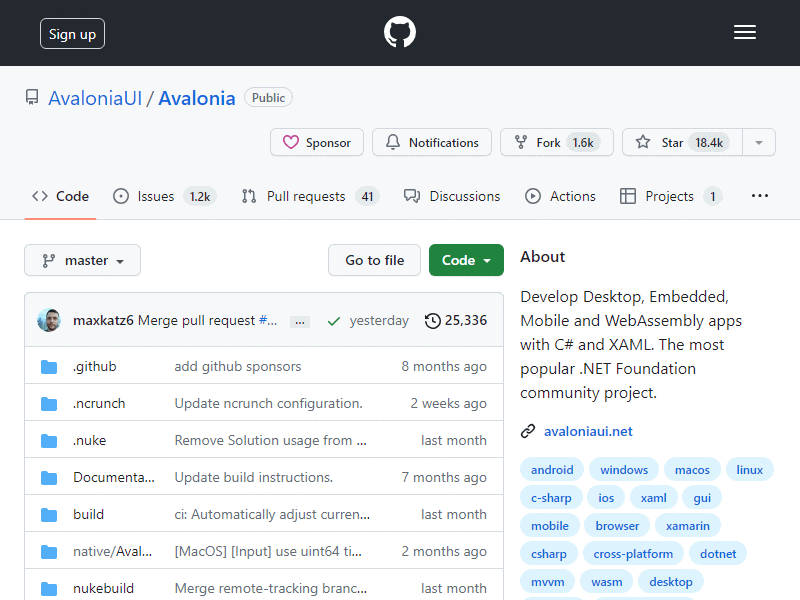 Sign up
AvaloniaUI / Avalonia Public
Sponsor Notifications Fork 1.6k Star 18.4k
Code Issues 1.2k Pull requests 41 Discussions Actions Projects 1 ...
master Go to file Code
maxkatz6 Merge pull request #... ... yesterday 25,336
.github add github sponsors 8 months ago
.ncrunch Update ncrunch configuration. 2 weeks ago
.nuke Remove Solution usage from ... last month
Documenta... Update build instructions. 7 months ago
build ci: Automatically adjust curren... last month
native/Aval... [MacOS] [Input] use uint64 ti... 2 months ago
nukebuild Merge remote-tracking branc... last month
About
Develop Desktop, Embedded,
Mobile and WebAssembly apps
with C# and XAML. The most
popular .NET Foundation
community project.
avaloniaui.net
android windows macos linux
c-sharp ios xaml gui
mobile browser xamarin
csharp cross-platform dotnet
mvvm wasm desktop